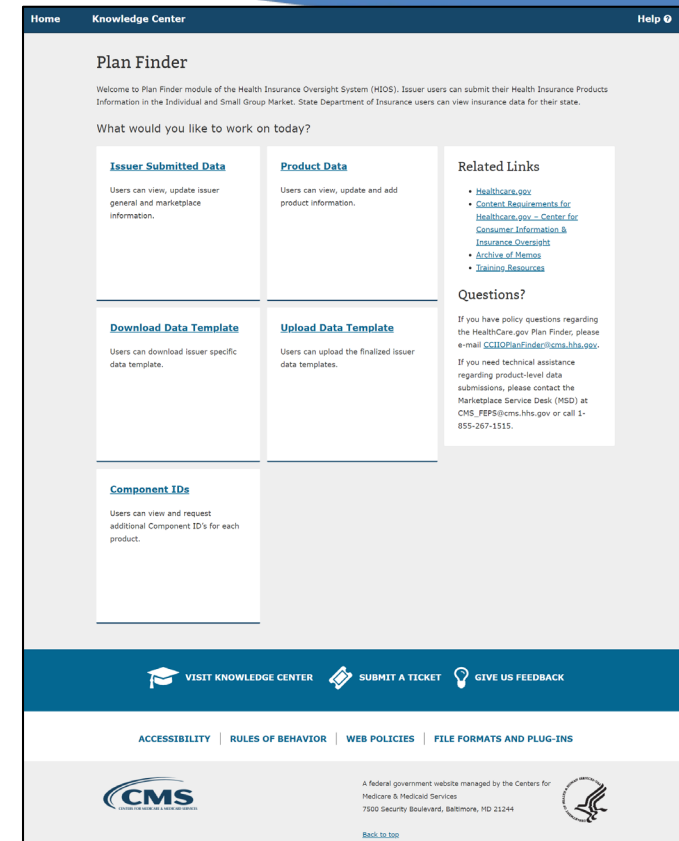 Home Knowledge Center Help
Plan Finder
Welcome to Plan Finder module of the Health Insurance Oversight System (HIOS). Issuer users can submit their Health Insurance Products
Information in the Individual and Small Group Market. State Department of Insurance users can view insurance data for their state.
What would you like to work on today?
Issuer Submitted Data
Users can view, update issuer
general and marketplace
information.
Product Data
Users can view, update and add
product information.
Related Links
• Healthcare.gov
• Content Requirements for
Healthcare.gov – Center for
Consumer Information &
Insurance Oversight
• Archive of Memos
• Training Resources
Questions?
If you have policy questions regarding
the HealthCare.gov Plan Finder, please
e-mail CCIIOPlanFinder@cms.hhs.gov.
If you need technical assistance
regarding product-level data
submissions, please contact the
Marketplace Service Desk (MSD) at
CMS_FEPS@cms.hhs.gov or call 1-
855-267-1515.
Download Data Template
Users can download issuer specific
data template.
Upload Data Template
Users can upload the finalized issuer
data templates.
Component IDs
Users can view and request
additional Component ID's for each
product.
VISIT KNOWLEDGE CENTER SUBMIT A TICKET GIVE US FEEDBACK
ACCESSIBILITY | RULES OF BEHAVIOR | WEB POLICIES | FILE FORMATS AND PLUG-INS
CMS
CENTERS FOR MEDICARE & MEDICAID SERVICES
A federal government website managed by the Centers for
Medicare & Medicaid Services
7500 Security Boulevard, Baltimore, MD 21244
Back to top